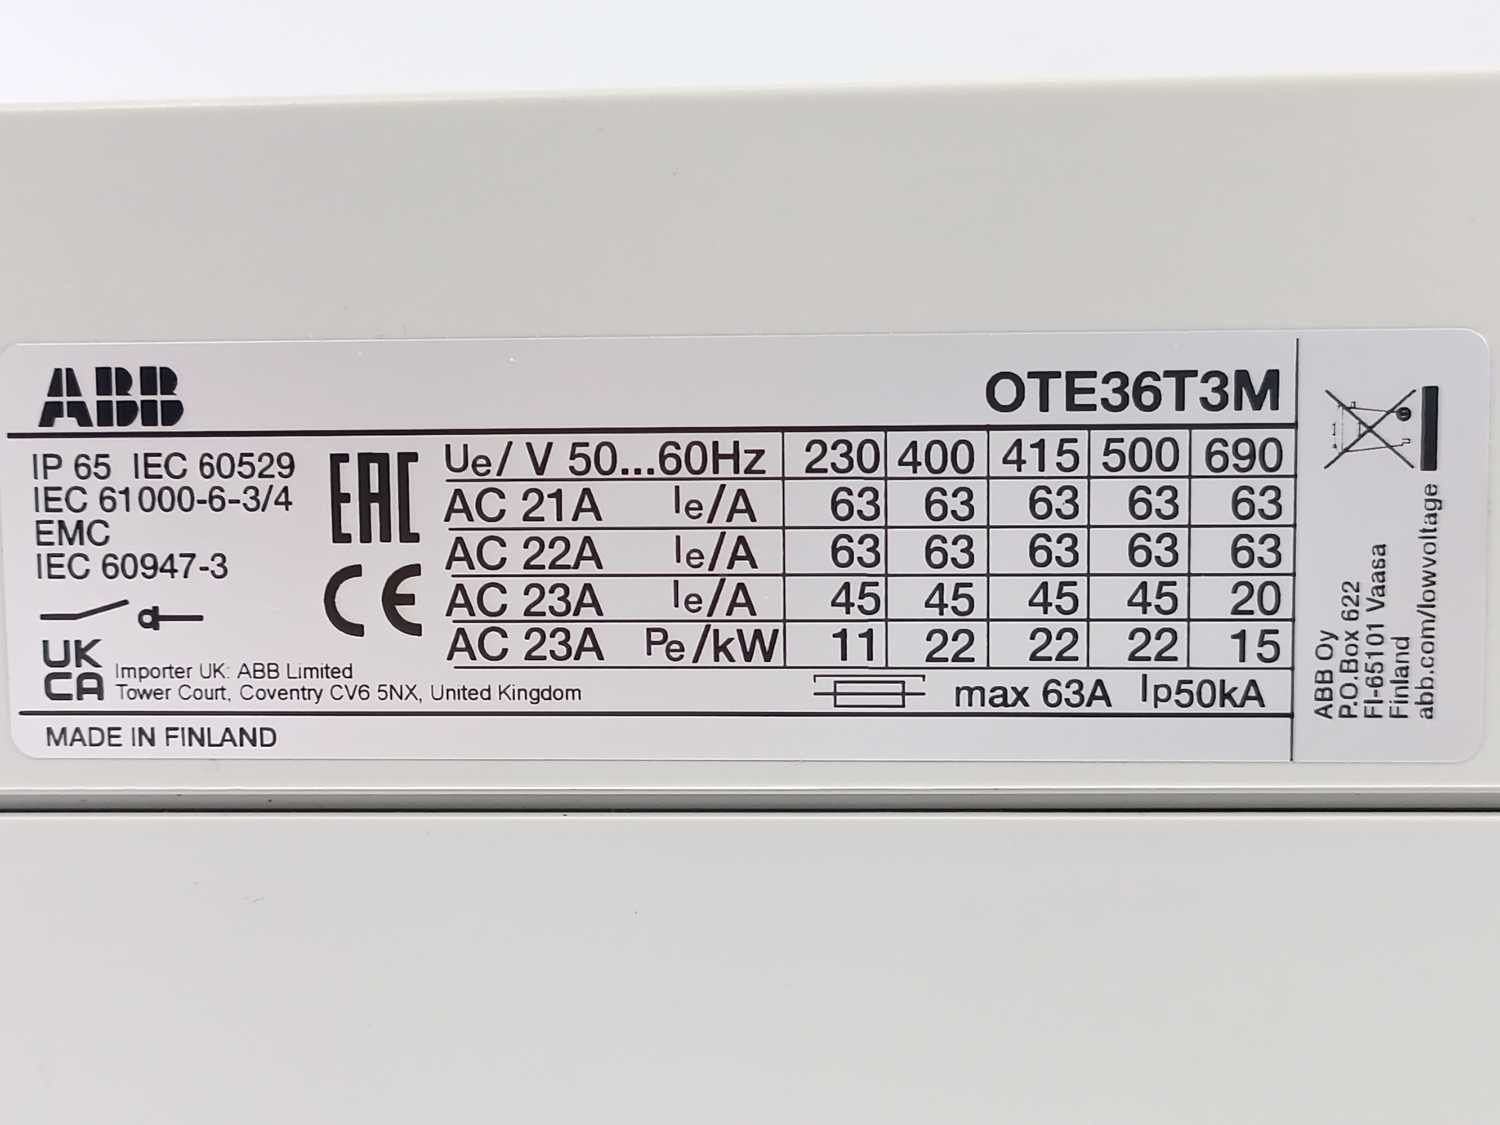 ABB
OTE36T3M
IP 65 IEC 60529
IEC 61000-6-3/4
EMC
IEC 60947-3
EAC
CE
Ue/ V 50...60Hz 230 400 415 500 690
AC 21A Ie/A 63 63 63 63 63
AC 22A Ie/A 63 63 63 63 63
AC 23A Ie/A 45 45 45 45 20
AC 23A Pe/kW 11 22 22 22 15
max 63A Ip50kA
UK
CA
Importer UK: ABB Limited
Tower Court, Coventry CV6 5NX, United Kingdom
MADE IN FINLAND
ABB Oy
P.O.Box 622
FI-65101 Vaasa
Finland
abb.com/lowvoltage